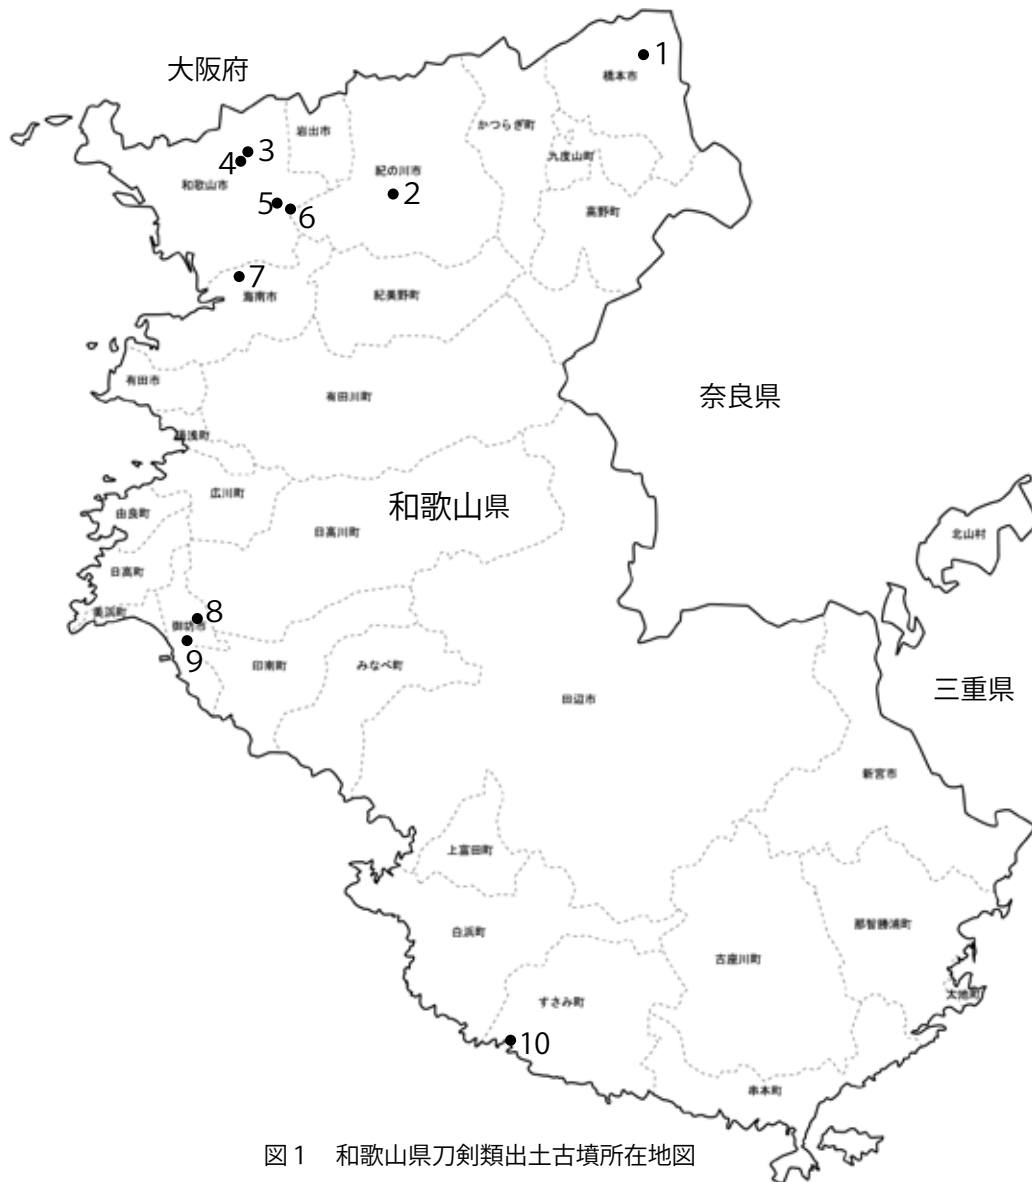 1
橋本市
大阪府
岩出市
かつらぎ町
3
4
和歌山市
紀の川市
九度山町
2
5
6
高野町
7
海南市
紀美野町
有田市
有田川町
奈良県
湯浅町
広川町
和歌山県
由良町
日高川町
北山村
日高町
美浜町
8
御坊市
9
印南町
みなべ町
田辺市
三重県
新宮市
上富田町
白浜町
那智勝浦町
古座川町
太地町
すさみ町
10
串本町
図1 和歌山県刀剣類出土古墳所在地図